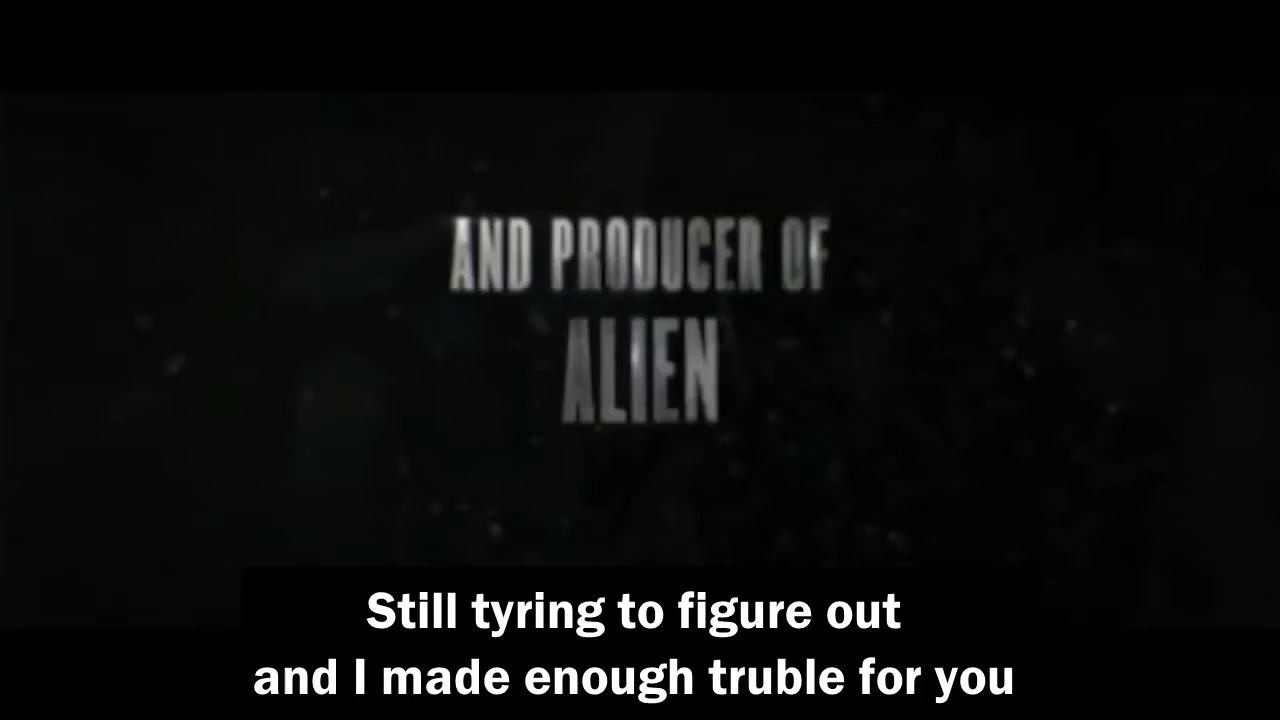 AND PRODUCER OF
ALIEN
Still tyring to figure out
and I made enough truble for you